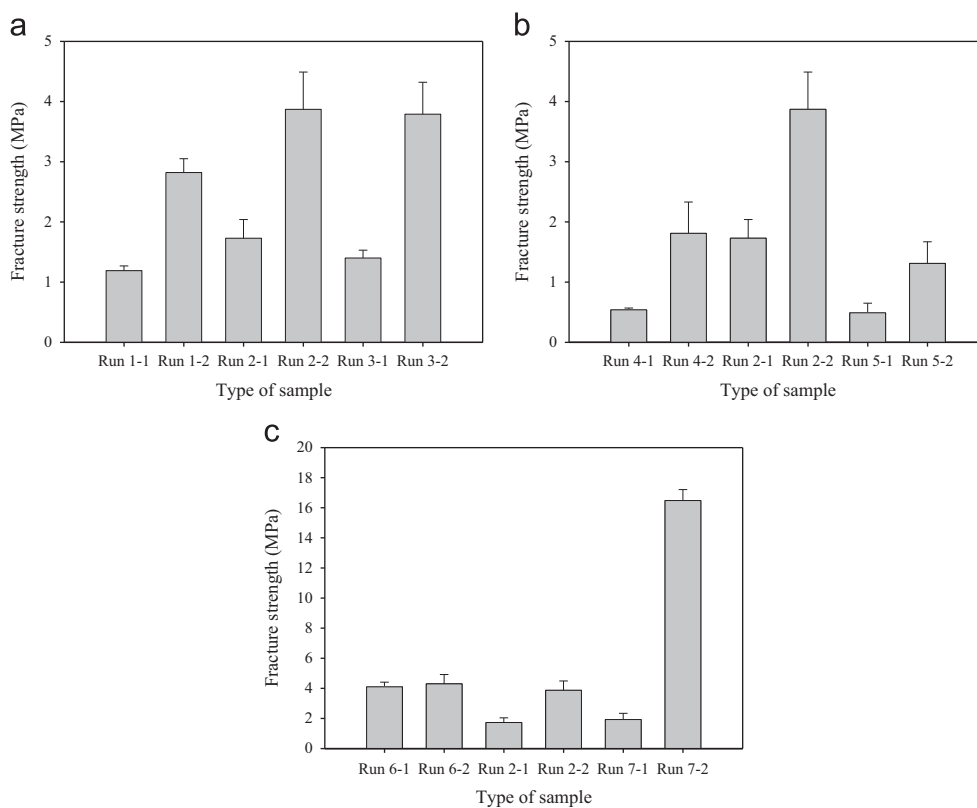 a
5
4
3
2
1
0
Fracture strength (MPa)
Run 1-1 Run 1-2 Run 2-1 Run 2-2 Run 3-1 Run 3-2
Type of sample
b
5
4
3
2
1
0
Fracture strength (MPa)
Run 4-1 Run 4-2 Run 2-1 Run 2-2 Run 5-1 Run 5-2
Type of sample
c
20
18
16
14
12
10
8
6
4
2
0
Fracture strength (MPa)
Run 6-1 Run 6-2 Run 2-1 Run 2-2 Run 7-1 Run 7-2
Type of sample